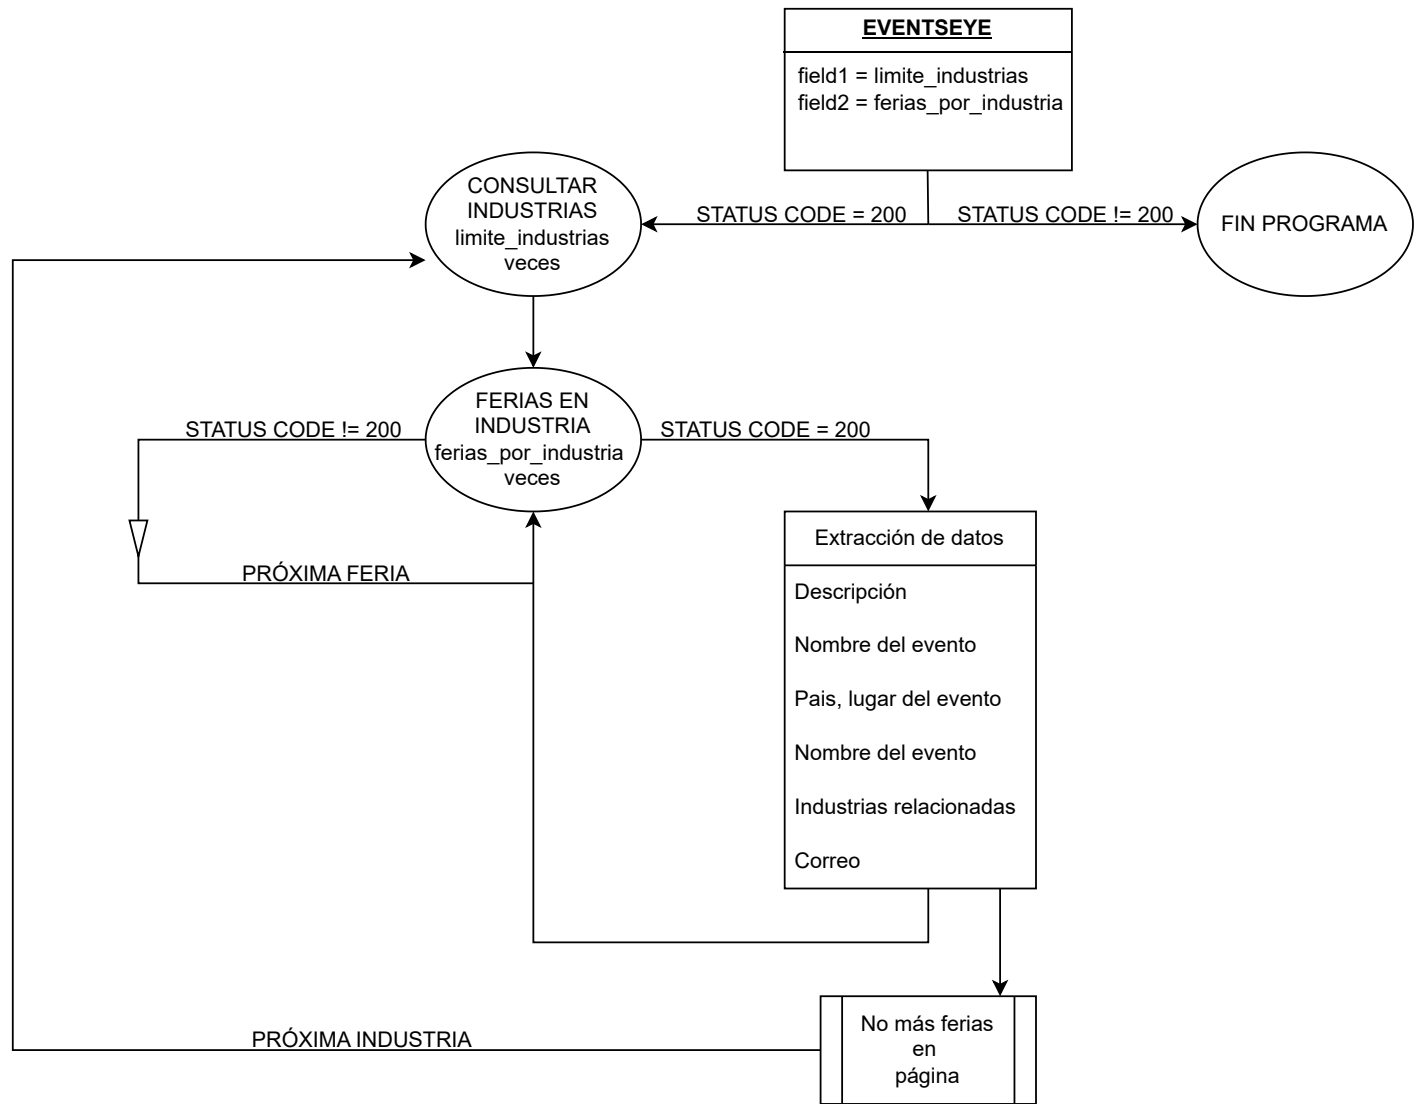 EVENTSEYE
field1 = limite_industrias
field2 = ferias_por_industria
CONSULTAR
INDUSTRIAS
limite_industrias
veces
STATUS CODE = 200
STATUS CODE != 200
FIN PROGRAMA
FERIAS EN
INDUSTRIA
ferias_por_industria
veces
STATUS CODE != 200
STATUS CODE = 200
PRÓXIMA FERIA
Extracción de datos
Descripción
Nombre del evento
Pais, lugar del evento
Nombre del evento
Industrias relacionadas
Correo
No más ferias
en
página
PRÓXIMA INDUSTRIA